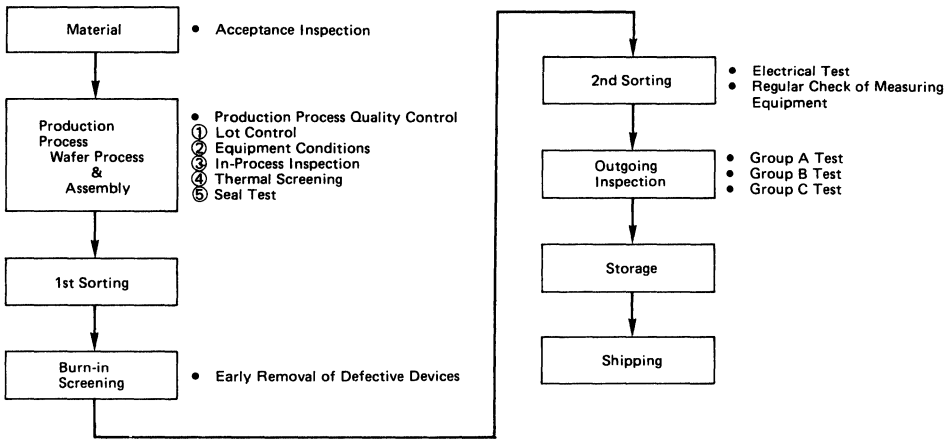 Material
• Acceptance Inspection
Production
Process
Wafer Process
&
Assembly
• Production Process Quality Control
① Lot Control
② Equipment Conditions
③ In-Process Inspection
④ Thermal Screening
⑤ Seal Test
1st Sorting
Burn-in
Screening
• Early Removal of Defective Devices
2nd Sorting
• Electrical Test
• Regular Check of Measuring
Equipment
Outgoing
Inspection
• Group A Test
• Group B Test
• Group C Test
Storage
Shipping